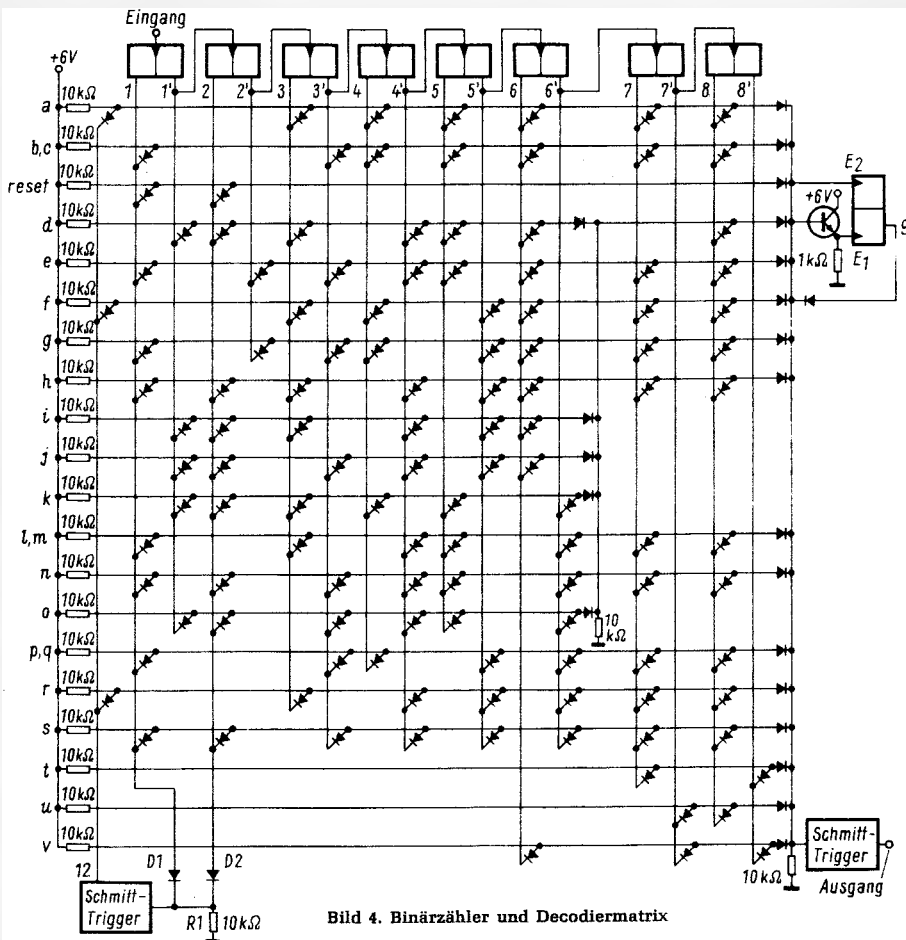 Eingang
+6V
1 1' 2 2' 3 3' 4 4' 5 5' 6 6' 7 7' 8 8'
10kΩ
a
10kΩ
b,c
10kΩ
reset
E2
10kΩ
+6V
d
9
10kΩ
e
1kΩ
E1
10kΩ
f
10kΩ
g
10kΩ
h
10kΩ
i
10kΩ
j
10kΩ
k
10kΩ
l,m
10kΩ
n
10kΩ
o
10
kΩ
10kΩ
p,q
10kΩ
r
10kΩ
s
10kΩ
t
10kΩ
u
10kΩ
v
Schmitt-
Trigger
12
D1
D2
10kΩ
Ausgang
Schmitt-
Trigger
R1
10kΩ
Bild 4. Binärzähler und Decodiermatrix